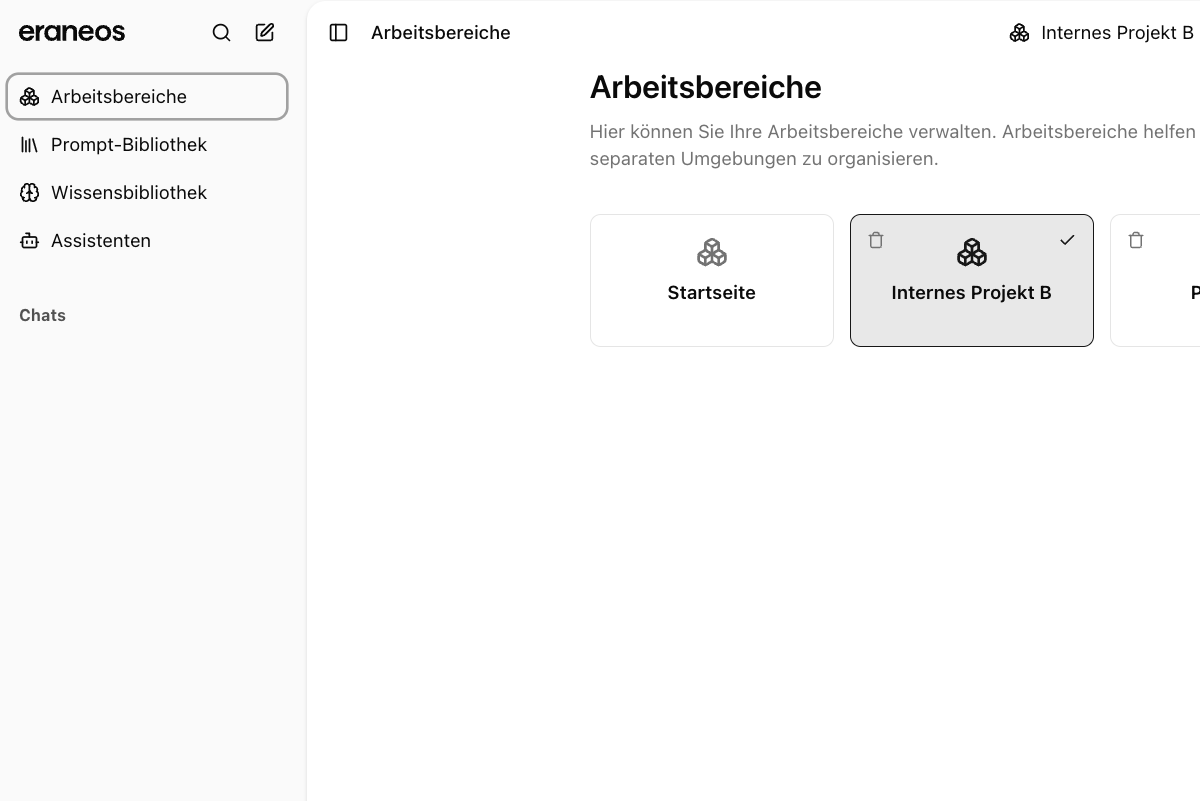 eraneos
Arbeitsbereiche
Prompt-Bibliothek
Wissensbibliothek
Assistenten
Chats
Arbeitsbereiche
Internes Projekt B
Arbeitsbereiche
Hier können Sie Ihre Arbeitsbereiche verwalten. Arbeitsbereiche helfen
separaten Umgebungen zu organisieren.
Startseite
Internes Projekt B